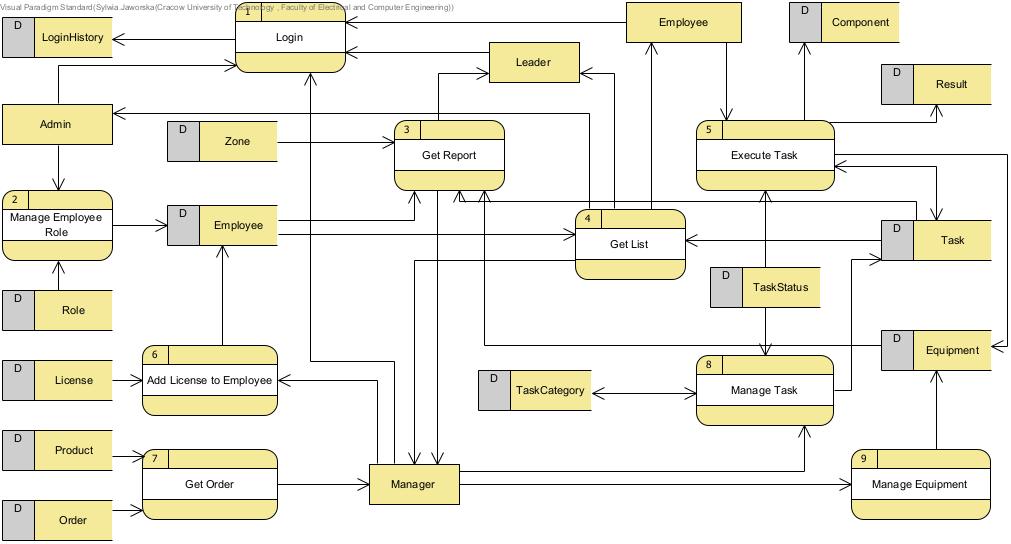 Visual Paradigm Standard(Sylwia Jaworska(Cracow University of Technology , Faculty of Electrical and Computer Engineering))
1
Login
D
LoginHistory
Employee
D
Component
Leader
D
Result
Admin
D
Zone
3
Get Report
5
Execute Task
2
Manage Employee
Role
D
Employee
4
Get List
D
Task
D
TaskStatus
D
Role
6
Add License to Employee
D
License
D
Equipment
8
Manage Task
D
TaskCategory
D
Product
7
Get Order
Manager
9
Manage Equipment
D
Order